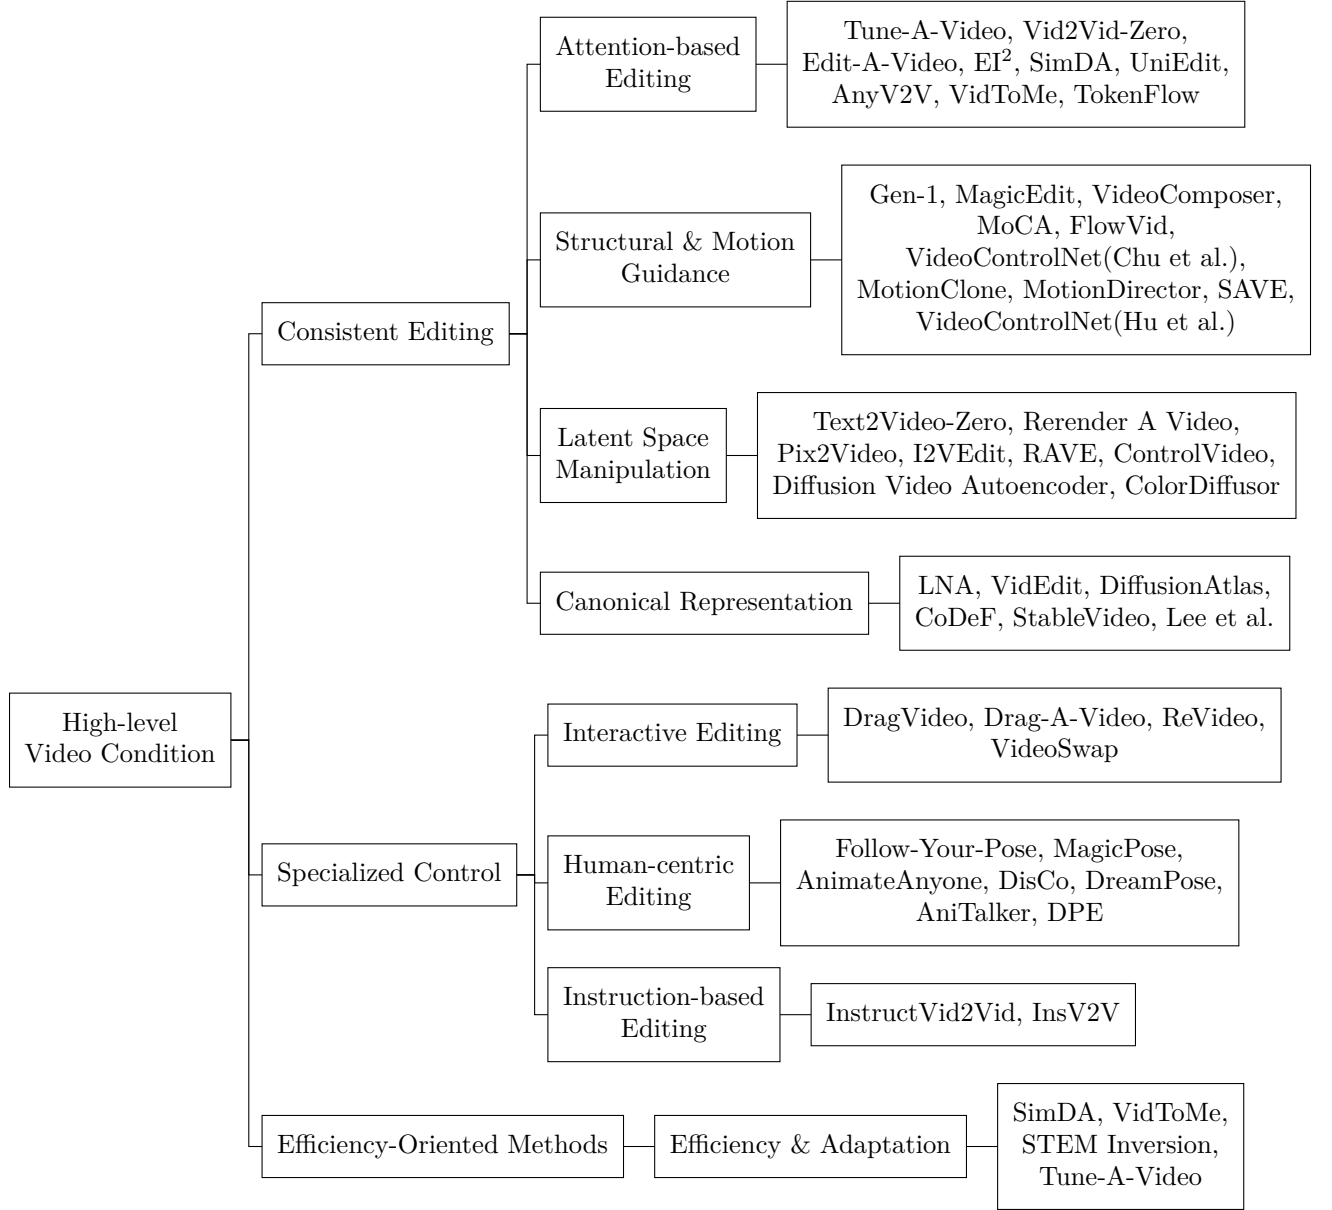 High-level
Video Condition
Consistent Editing
Attention-based
Editing
Tune-A-Video, Vid2Vid-Zero,
Edit-A-Video, EI², SimDA, UniEdit,
AnyV2V, VidToMe, TokenFlow
Structural & Motion
Guidance
Gen-1, MagicEdit, VideoComposer,
MoCA, FlowVid,
VideoControlNet(Chu et al.),
MotionClone, MotionDirector, SAVE,
VideoControlNet(Hu et al.)
Latent Space
Manipulation
Text2Video-Zero, Rerender A Video,
Pix2Video, I2VEdit, RAVE, ControlVideo,
Diffusion Video Autoencoder, ColorDiffusor
Canonical Representation
LNA, VidEdit, DiffusionAtlas,
CoDeF, StableVideo, Lee et al.
Specialized Control
Interactive Editing
DragVideo, Drag-A-Video, ReVideo,
VideoSwap
Human-centric
Editing
Follow-Your-Pose, MagicPose,
AnimateAnyone, DisCo, DreamPose,
AniTalker, DPE
Instruction-based
Editing
InstructVid2Vid, InsV2V
Efficiency-Oriented Methods
Efficiency & Adaptation
SimDA, VidToMe,
STEM Inversion,
Tune-A-Video